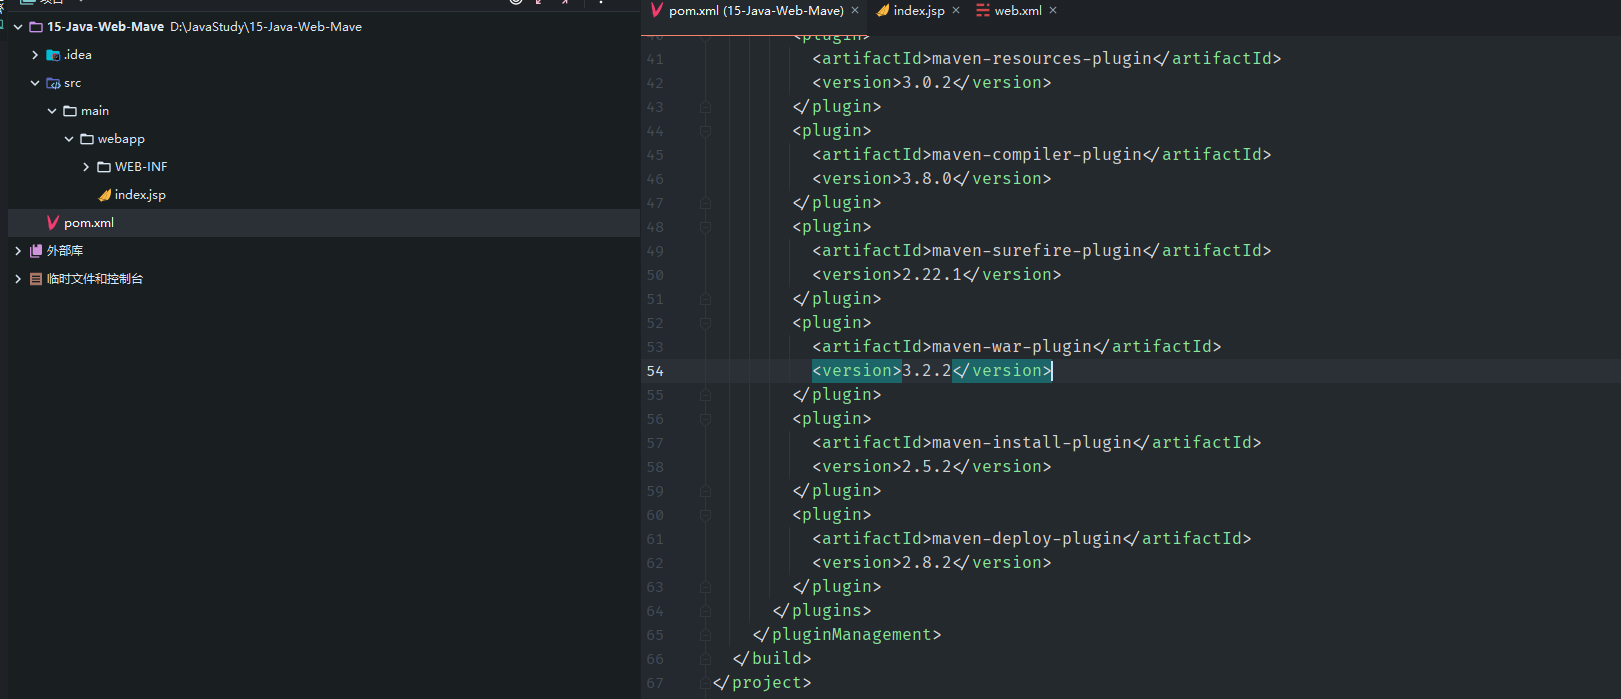 项目
15-Java-Web-Mave D:\JavaStudy\15-Java-Web-Mave
.idea
src
main
webapp
WEB-INF
index.jsp
pom.xml
外部库
临时文件和控制台
pom.xml (15-Java-Web-Mave) × index.jsp × web.xml ×
40 <plugin>
41 <artifactId>maven-resources-plugin</artifactId>
42 <version>3.0.2</version>
43 </plugin>
44 <plugin>
45 <artifactId>maven-compiler-plugin</artifactId>
46 <version>3.8.0</version>
47 </plugin>
48 <plugin>
49 <artifactId>maven-surefire-plugin</artifactId>
50 <version>2.22.1</version>
51 </plugin>
52 <plugin>
53 <artifactId>maven-war-plugin</artifactId>
54 <version>3.2.2</version>
55 </plugin>
56 <plugin>
57 <artifactId>maven-install-plugin</artifactId>
58 <version>2.5.2</version>
59 </plugin>
60 <plugin>
61 <artifactId>maven-deploy-plugin</artifactId>
62 <version>2.8.2</version>
63 </plugin>
64 </plugins>
65 </pluginManagement>
66 </build>
67 </project>